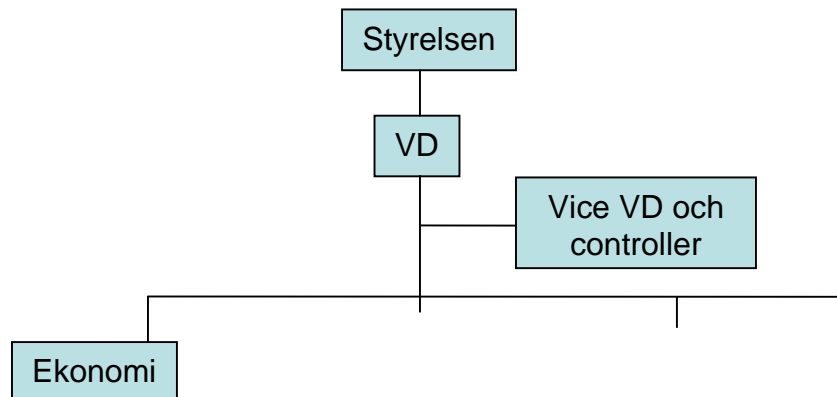 Styrelsen
VD
Vice VD och
controller
Ekonomi